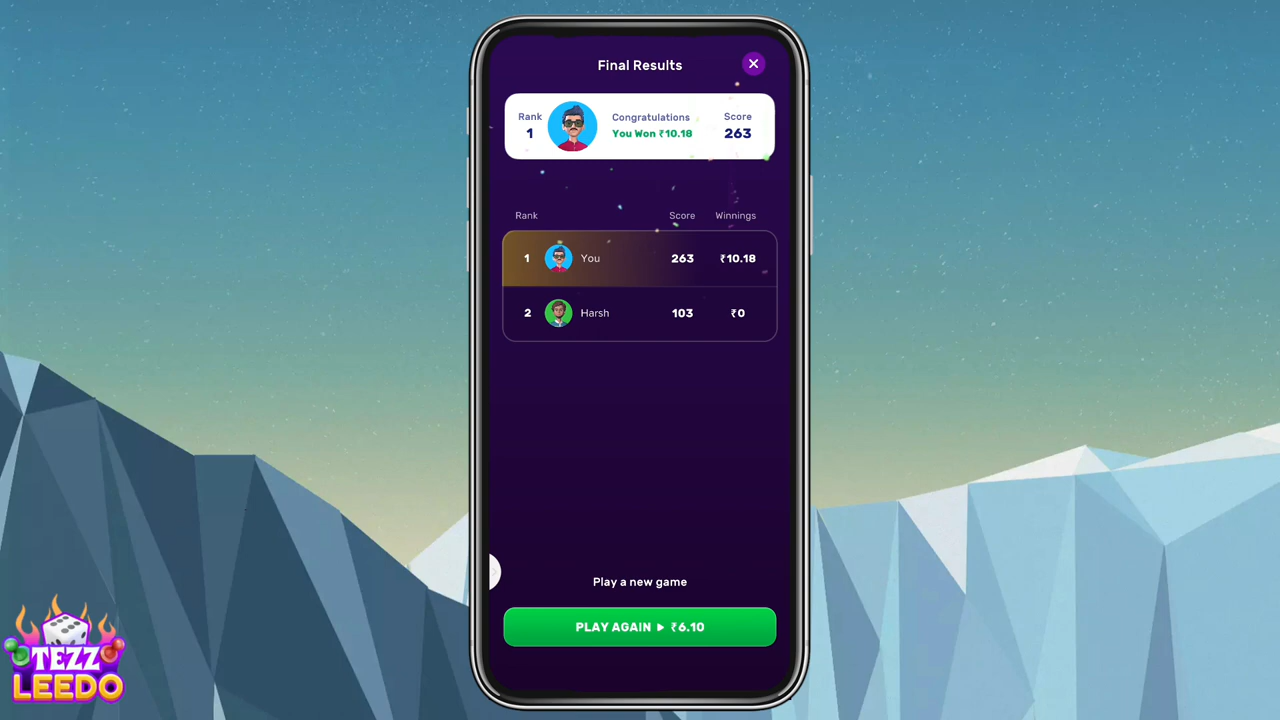 Final Results
Rank
1
Congratulations
You Won ₹10.18
Score
263
Rank Score Winnings
1 You 263 ₹10.18
2 Harsh 103 ₹0
Play a new game
PLAY AGAIN ▶ ₹6.10
TEZZ
LEEDO